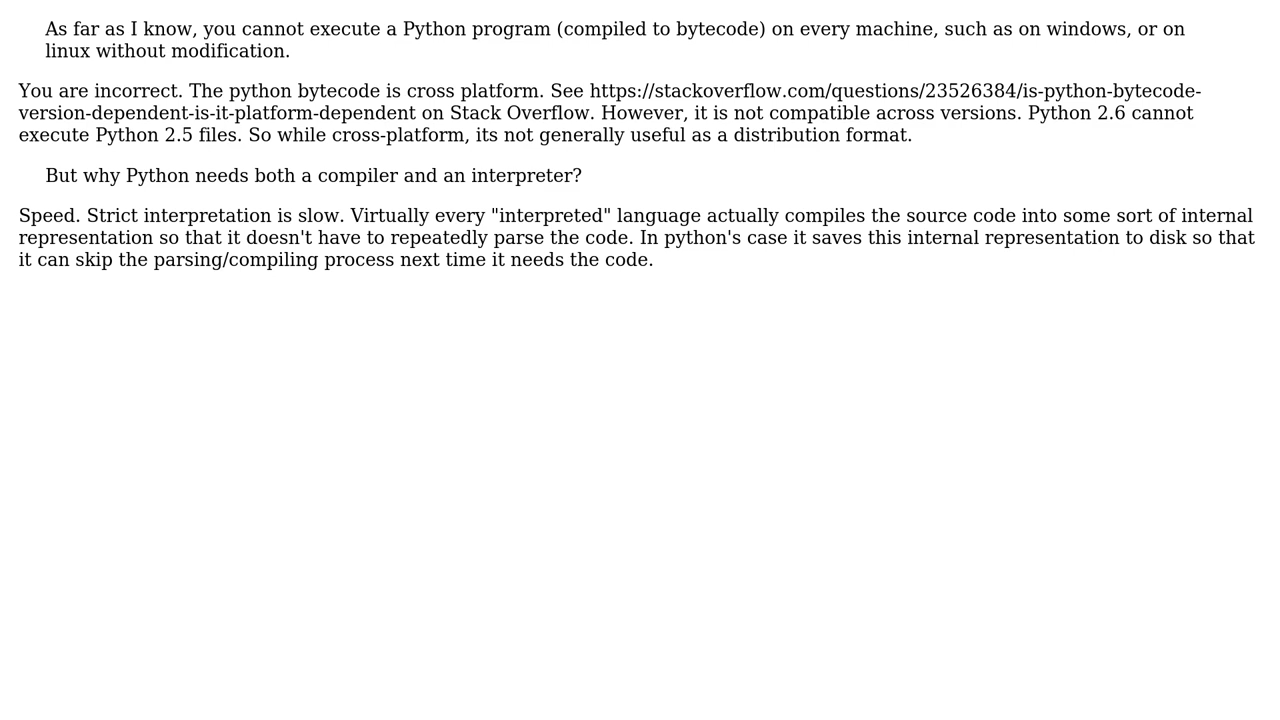 As far as I know, you cannot execute a Python program (compiled to bytecode) on every machine, such as on windows, or on
linux without modification.
You are incorrect. The python bytecode is cross platform. See https://stackoverflow.com/questions/23526384/is-python-bytecode-
version-dependent-is-it-platform-dependent on Stack Overflow. However, it is not compatible across versions. Python 2.6 cannot
execute Python 2.5 files. So while cross-platform, its not generally useful as a distribution format.
But why Python needs both a compiler and an interpreter?
Speed. Strict interpretation is slow. Virtually every "interpreted" language actually compiles the source code into some sort of internal
representation so that it doesn't have to repeatedly parse the code. In python's case it saves this internal representation to disk so that
it can skip the parsing/compiling process next time it needs the code.